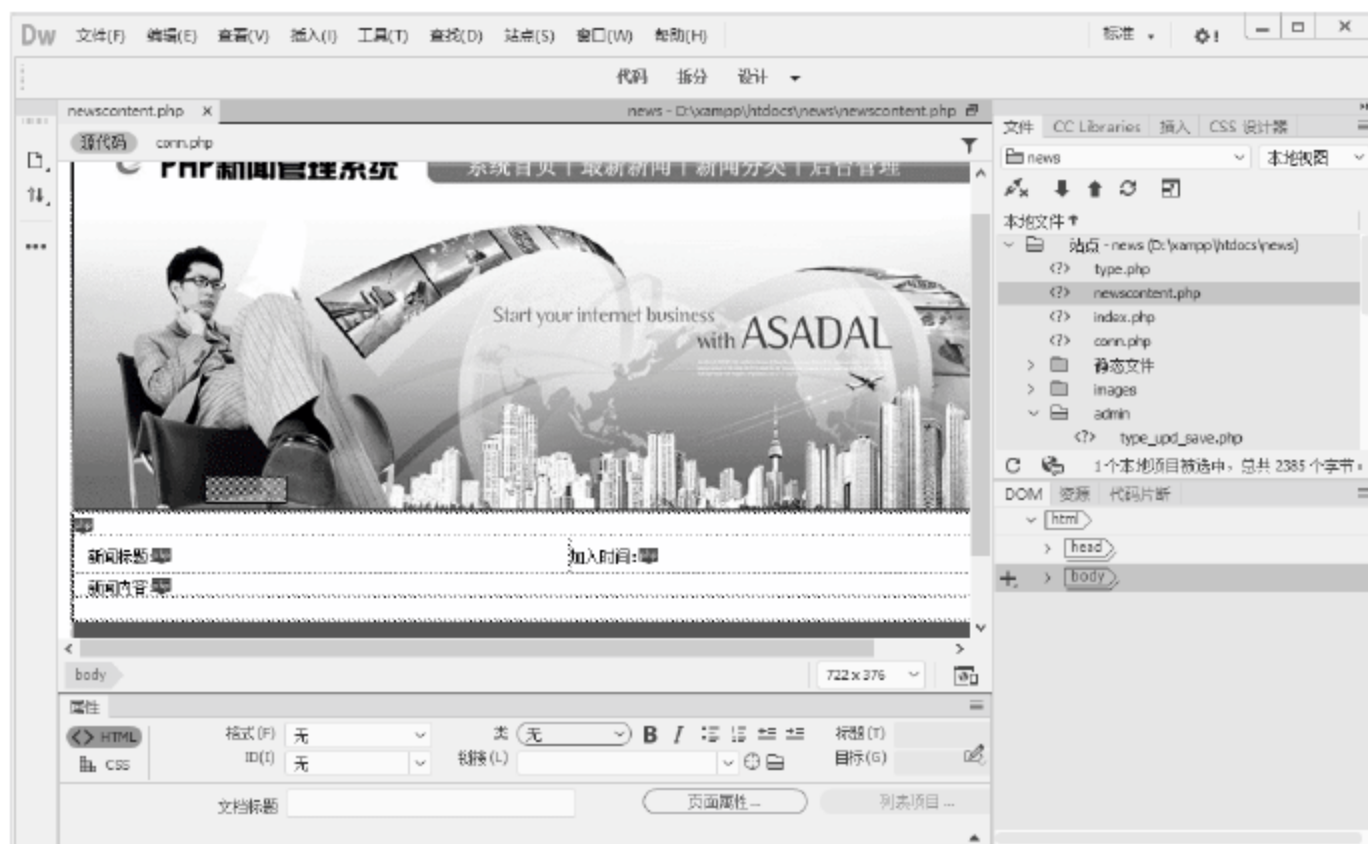 Dw 文件(F) 编辑(E) 查看(V) 插入(I) 工具(T) 查找(D) 站点(S) 窗口(W) 帮助(H) 标准
代码 拆分 设计
newscontent.php × news - D:\xampp\htdocs\news\newscontent.php
源代码 conn.php
PHP新闻管理系统 系统首页 | 最新新闻 | 新闻分类 | 后台管理
Start your internet business
with ASADAL
新闻标题: 加入时间:
新闻内容:
body 722 x 376
属性
<> HTML 格式(F) 无 类 无 B I 标题(T)
CSS ID(I) 无 链接(L) 目标(G)
文档标题 页面属性... 列表项目...
文件 CC Libraries 插入 CSS 设计器
news 本地视图
本地文件
站点 - news (D:\xampp\htdocs\news)
<?> type.php
<?> newscontent.php
<?> index.php
<?> conn.php
静态文件
images
admin
<?> type_upd_save.php
1个本地项目被选中，总共 2385 个字节。
DOM 资源 代码片断
html
head
body